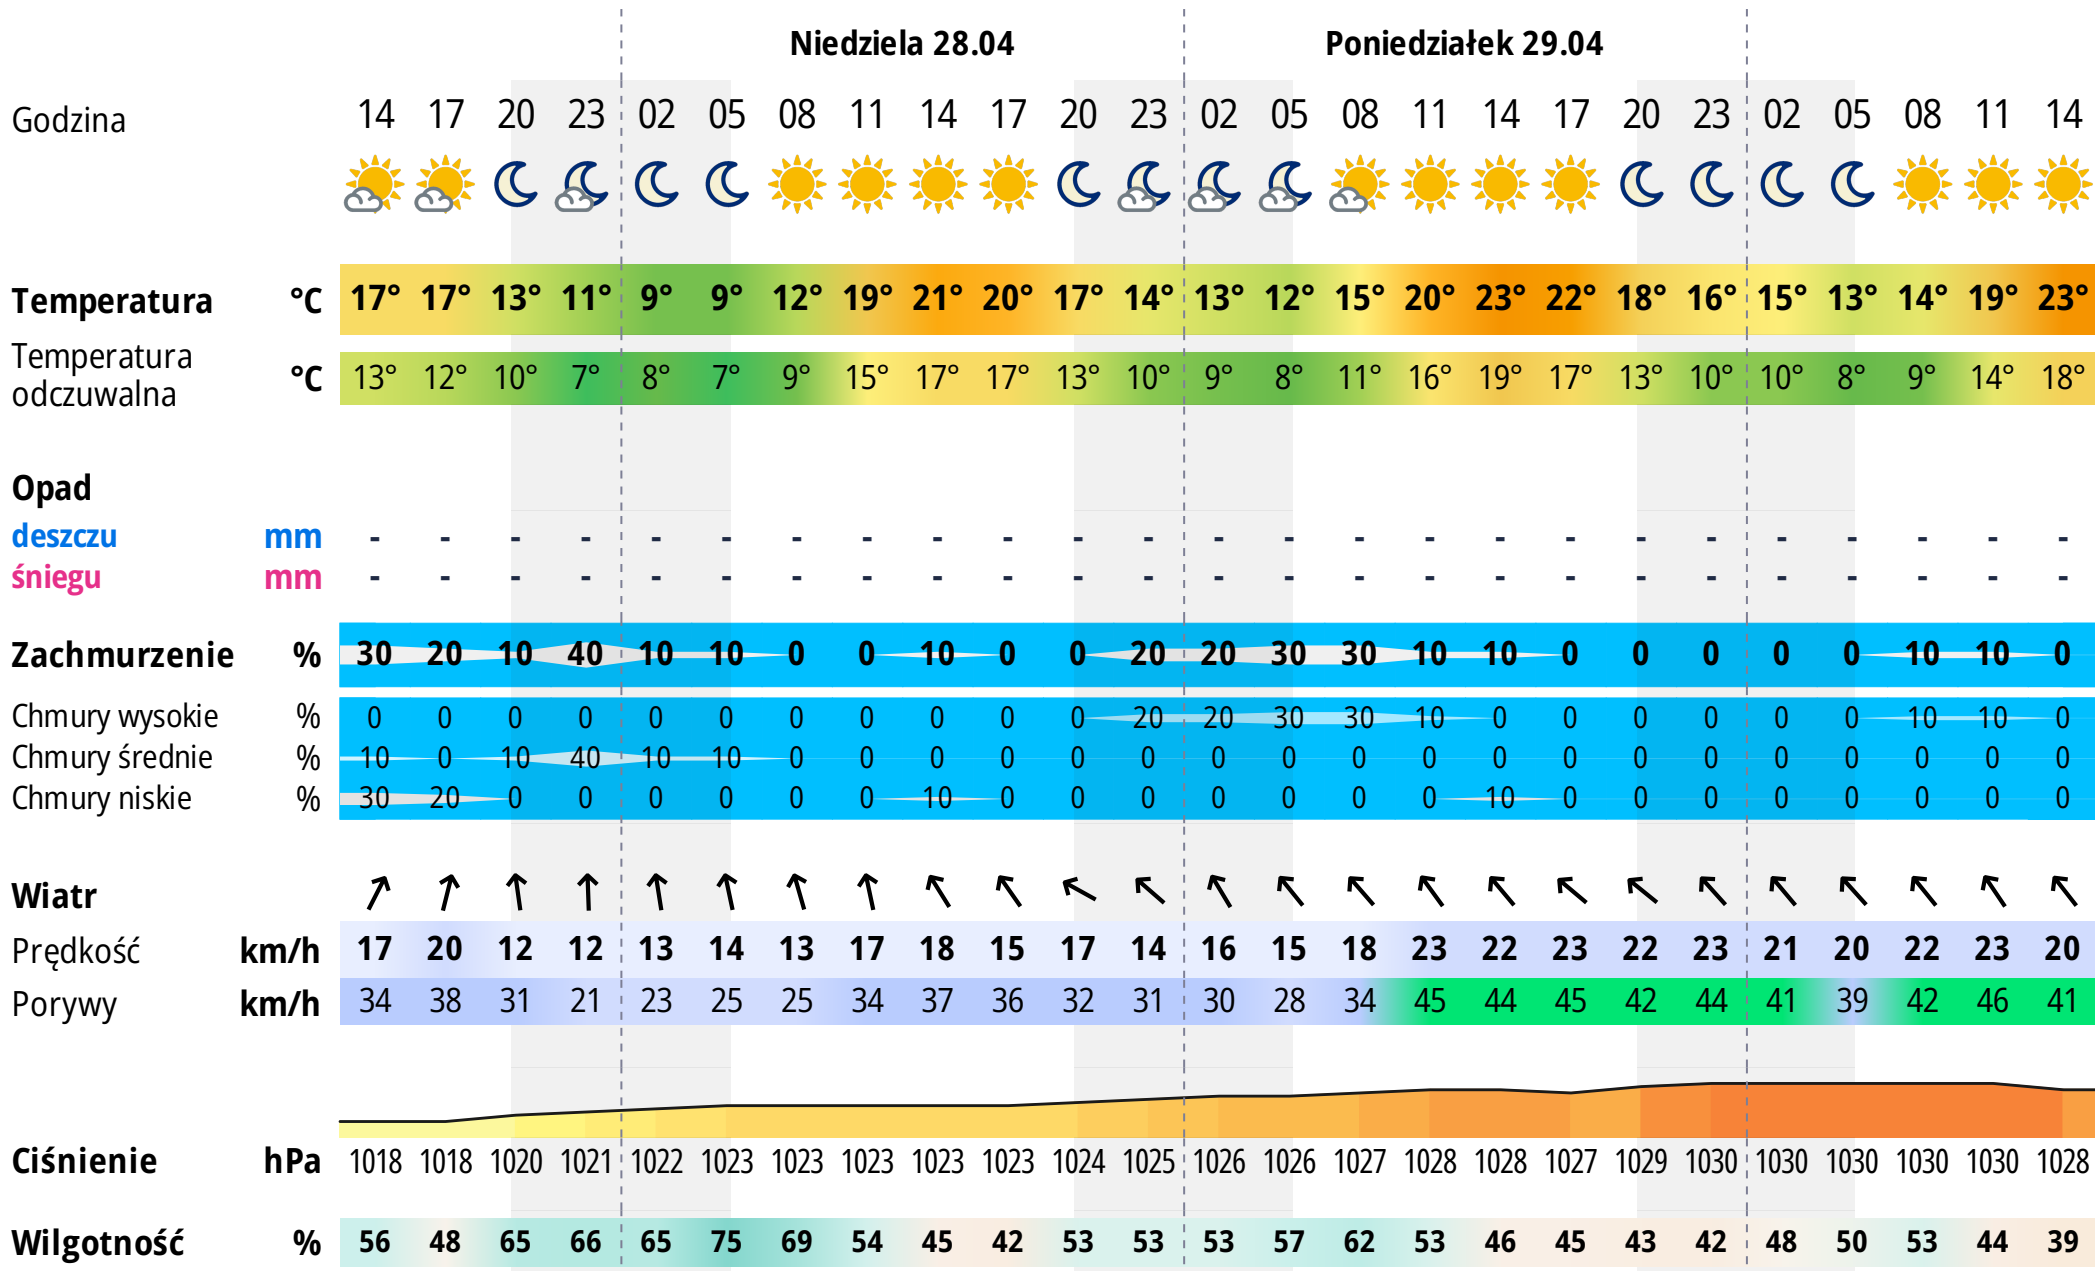 Niedziela 28.04 Poniedziałek 29.04
Godzina 14 17 20 23 02 05 08 11 14 17 20 23 02 05 08 11 14 17 20 23 02 05 08 11 14
Temperatura °C 17° 17° 13° 11° 9° 9° 12° 19° 21° 20° 17° 14° 13° 12° 15° 20° 23° 22° 18° 16° 15° 13° 14° 19° 23°
Temperatura
odczuwalna °C 13° 12° 10° 7° 8° 7° 9° 15° 17° 17° 13° 10° 9° 8° 11° 16° 19° 17° 13° 10° 10° 8° 9° 14° 18°
Opad
deszczu mm - - - - - - - - - - - - - - - - - - - - - - - - -
śniegu mm - - - - - - - - - - - - - - - - - - - - - - - - -
Zachmurzenie % 30 20 10 40 10 10 0 0 10 0 0 20 20 30 30 10 10 0 0 0 0 0 10 10 0
Chmury wysokie % 0 0 0 0 0 0 0 0 0 0 0 20 20 30 30 10 0 0 0 0 0 0 10 10 0
Chmury średnie % 10 0 10 40 10 10 0 0 0 0 0 0 0 0 0 0 0 0 0 0 0 0 0 0 0
Chmury niskie % 30 20 0 0 0 0 0 0 10 0 0 0 0 0 0 0 10 0 0 0 0 0 0 0 0
Wiatr
Prędkość km/h 17 20 12 12 13 14 13 17 18 15 17 14 16 15 18 23 22 23 22 23 21 20 22 23 20
Porywy km/h 34 38 31 21 23 25 25 34 37 36 32 31 30 28 34 45 44 45 42 44 41 39 42 46 41
Ciśnienie hPa 1018 1018 1020 1021 1022 1023 1023 1023 1023 1023 1024 1025 1026 1026 1027 1028 1028 1027 1029 1030 1030 1030 1030 1030 1028
Wilgotność % 56 48 65 66 65 75 69 54 45 42 53 53 53 57 62 53 46 45 43 42 48 50 53 44 39